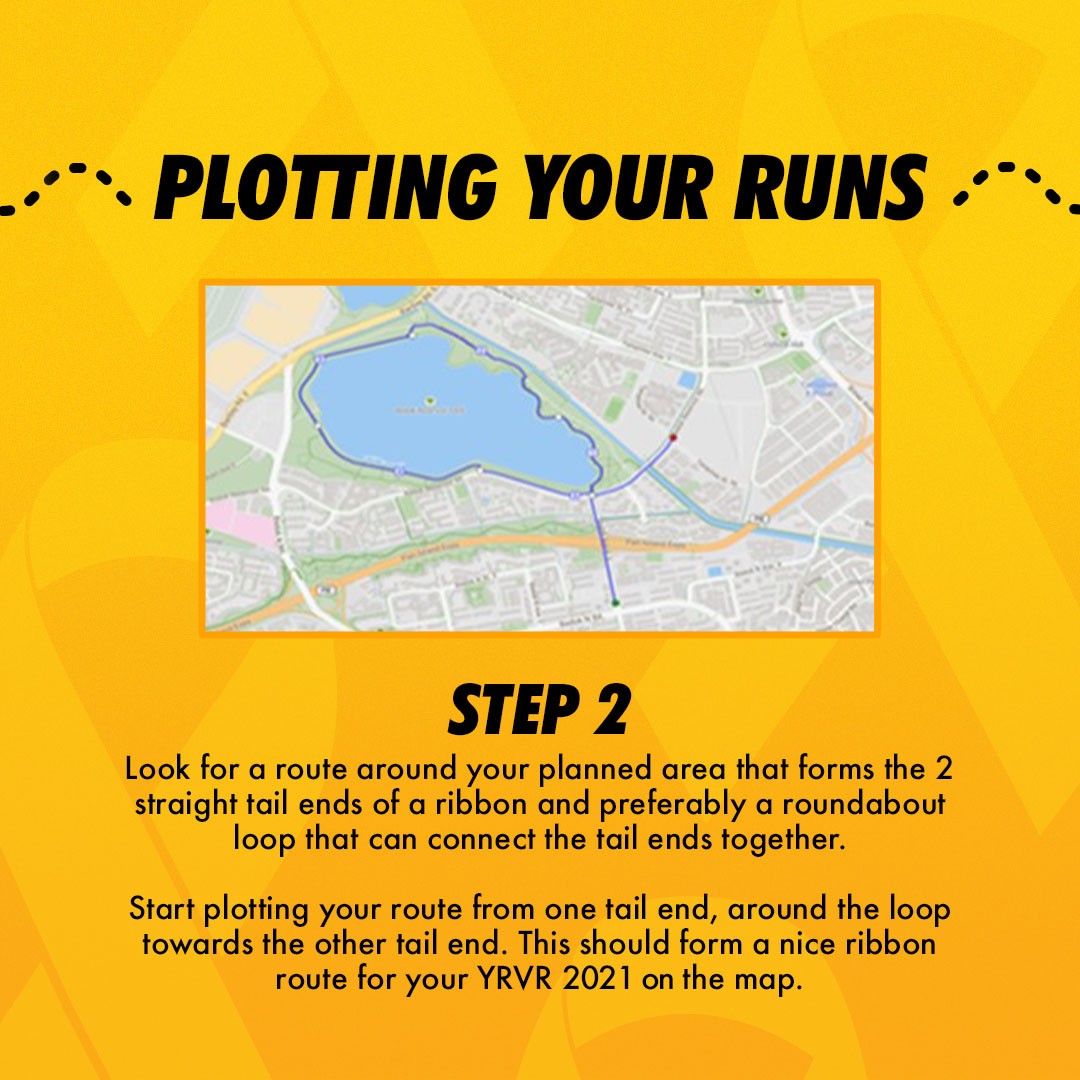 PLOTTING YOUR RUNS
STEP 2
Look for a route around your planned area that forms the 2
straight tail ends of a ribbon and preferably a roundabout
loop that can connect the tail ends together.
Start plotting your route from one tail end, around the loop
towards the other tail end. This should form a nice ribbon
route for your YRVR 2021 on the map.